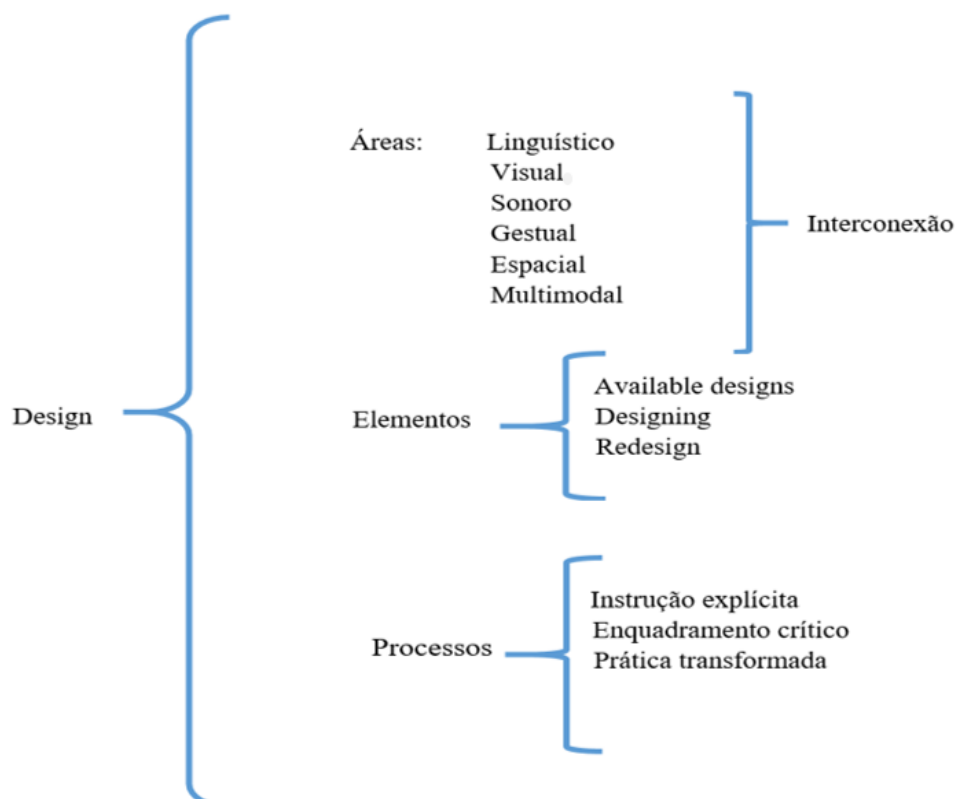 Áreas: Linguístico
Visual
Sonoro
Gestual
Espacial
Multimodal
Interconexão
Design
Elementos
Available designs
Designing
Redesign
Processos
Instrução explícita
Enquadramento crítico
Prática transformada